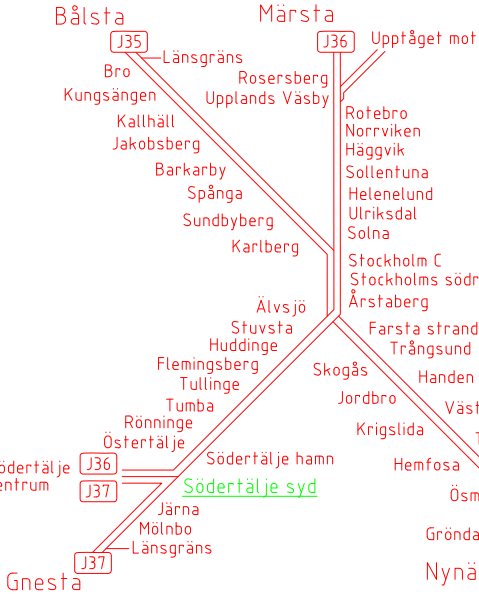 Bålsta
Märsta
J35
J36
Upptåget mot
Länsgräns
Bro
Rosersberg
Kungsängen
Upplands Väsby
Kallhäll
Rotebro
Norrviken
Jakobsberg
Häggvik
Barkarby
Sollentuna
Spånga
Helenelund
Sundbyberg
Ulriksdal
Solna
Karlberg
Stockholm C
Stockholms södr
Årstaberg
Älvsjö
Stuvsta
Farsta strand
Huddinge
Trångsund
Flemingsberg
Skogås
Handen
Tullinge
Jordbro
Tumba
Väst
Rönninge
Krigslida
Östertälje
T
Södertälje hamn
Hemfosa
ödertälje
J36
entrum
J37
Södertälje syd
Ösm
Järna
Mölnbo
Grönda
Länsgräns
J37
Gnesta
Nynä